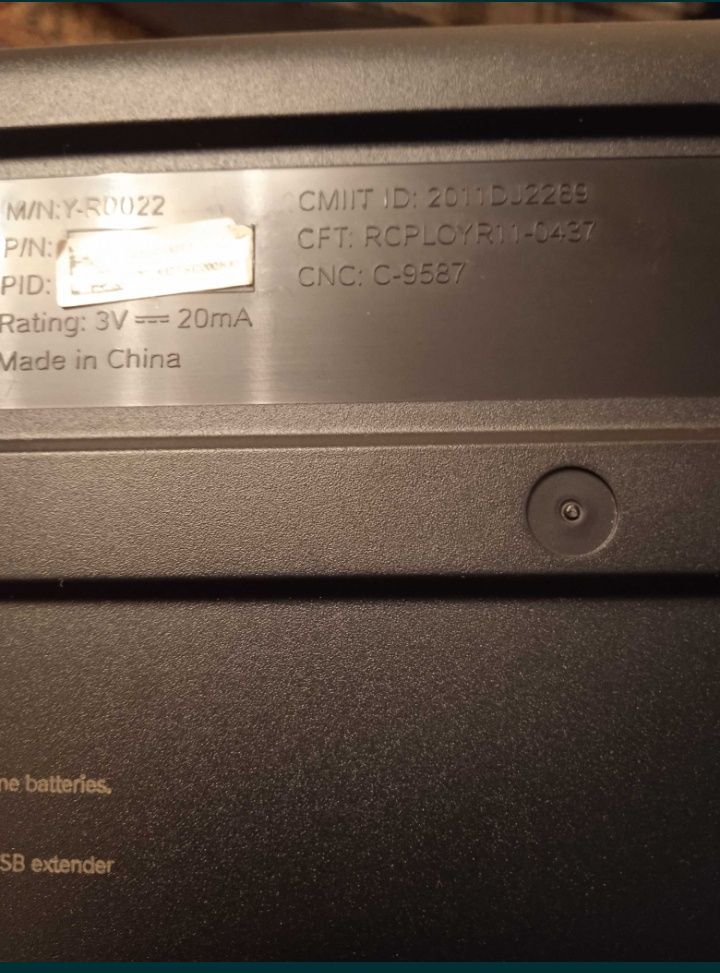 M/N:Y-R0022
P/N:
PID:
Rating: 3V ⎓ 20mA
Made in China
CMIIT ID: 2011DJ2289
CFT: RCPLOYR11-0437
CNC: C-9587
ne batteries,
SB extender